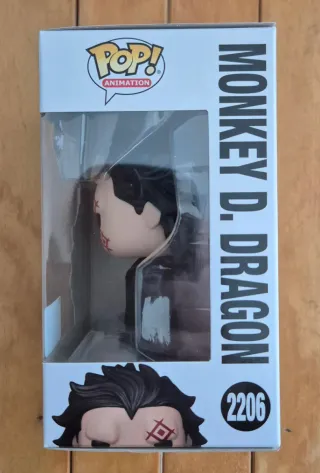 POP!
ANIMATION
MONKEY D. DRAGON
2206